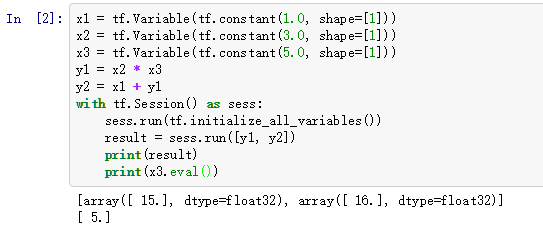 In [2]: x1 = tf.Variable(tf.constant(1.0, shape=[1]))
x2 = tf.Variable(tf.constant(3.0, shape=[1]))
x3 = tf.Variable(tf.constant(5.0, shape=[1]))
y1 = x2 * x3
y2 = x1 + y1
with tf.Session() as sess:
    sess.run(tf.initialize_all_variables())
    result = sess.run([y1, y2])
    print(result)
    print(x3.eval())
[array([ 15.], dtype=float32), array([ 16.], dtype=float32)]
[ 5.]